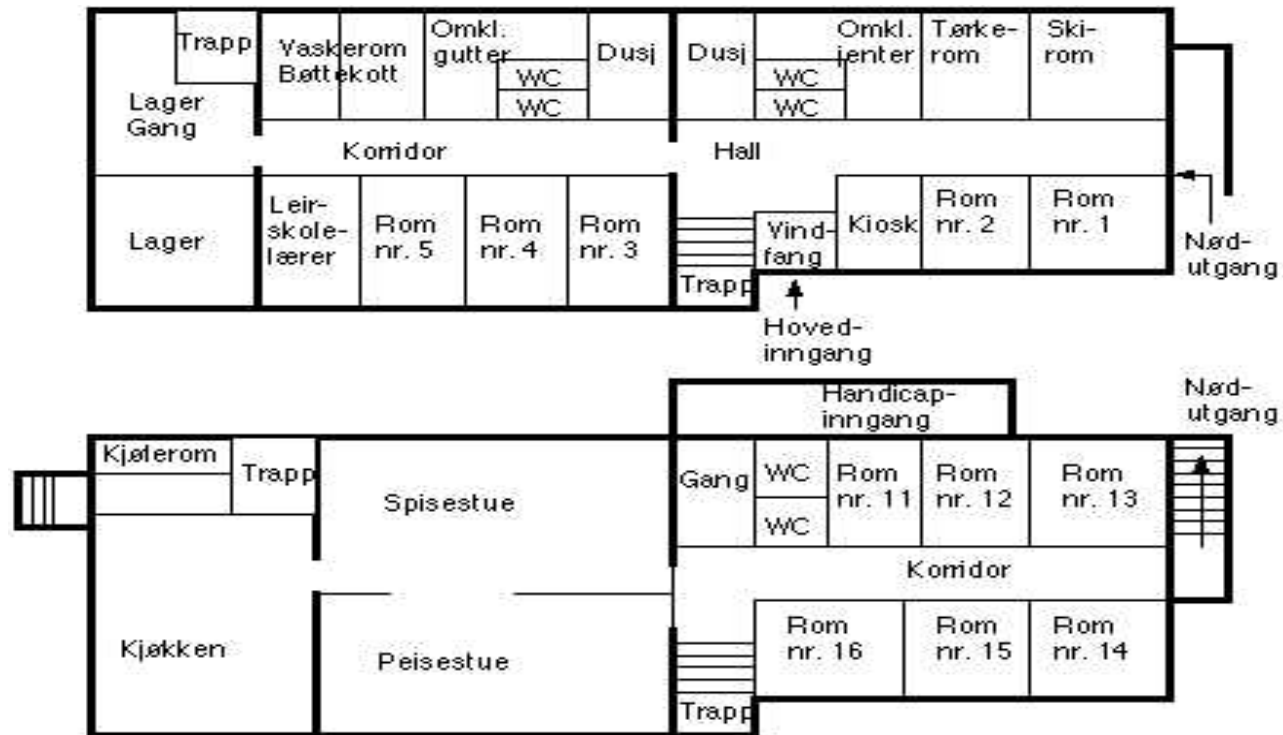 Trapp
Vaskerom
Bøttekott
Omkl.
gutter
WC
WC
Dusj
Dusj
WC
WC
Omkl.
jenter
Tørke-
rom
Ski-
rom
Lager
Gang
Korridor
Hall
Lager
Leir-
skole-
lærer
Rom
nr. 5
Rom
nr. 4
Rom
nr. 3
Trapp
Vind-
fang
Kiosk
Rom
nr. 2
Rom
nr. 1
Nød-
utgang
Hoved-
inngang
Handicap-
inngang
Nød-
utgang
Kjølerom
Trapp
Spisestue
Gang
WC
WC
Rom
nr. 11
Rom
nr. 12
Rom
nr. 13
Korridor
Kjøkken
Peisestue
Rom
nr. 16
Rom
nr. 15
Rom
nr. 14
Trapp